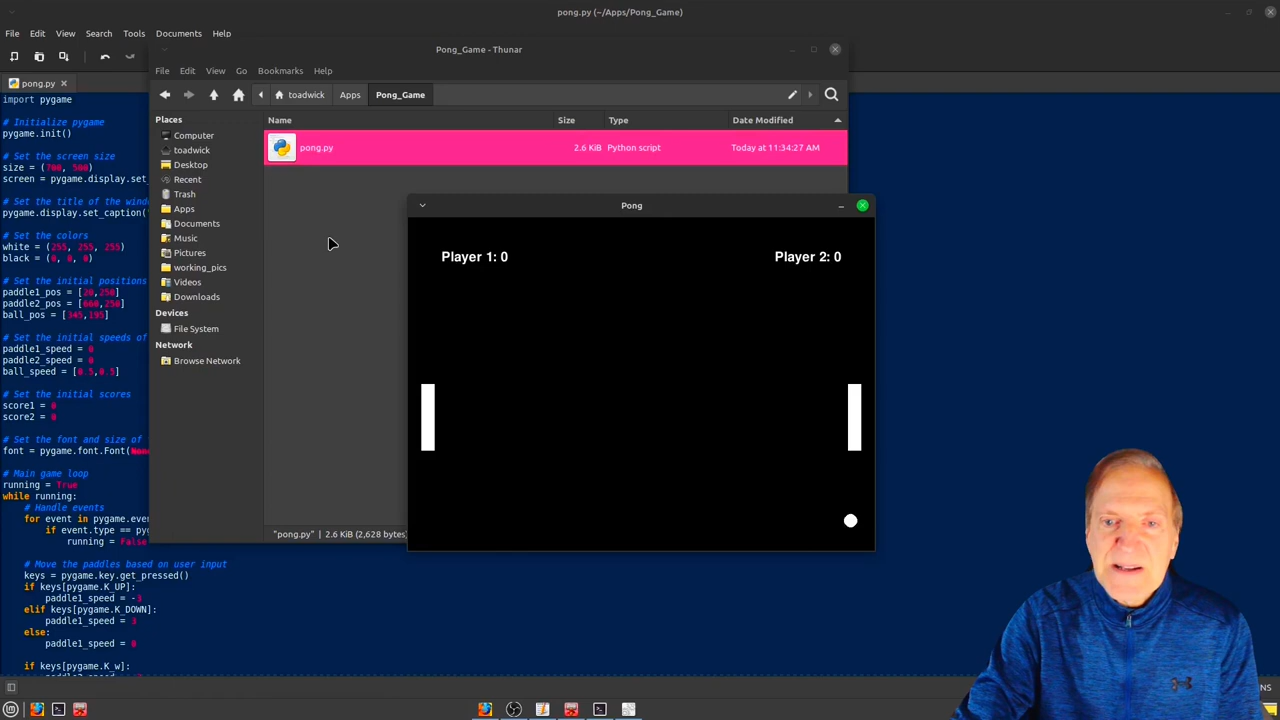 pong.py (~/Apps/Pong_Game)
File Edit View Search Tools Documents Help
pong.py
import pygame
# Initialize pygame
pygame.init()
# Set the screen size
size = (700, 500)
screen = pygame.display.set_
# Set the title of the wind
pygame.display.set_caption(
# Set the colors
white = (255, 255, 255)
black = (0, 0, 0)
# Set the initial positions
paddle1_pos = [20,250]
paddle2_pos = [660,250]
ball_pos = [345,195]
# Set the initial speeds of
paddle1_speed = 0
paddle2_speed = 0
ball_speed = [0.5,0.5]
# Set the initial scores
score1 = 0
score2 = 0
# Set the font and size of
font = pygame.font.Font(None
# Main game loop
running = True
while running:
# Handle events
for event in pygame.eve
if event.type == pyg
running = False
# Move the paddles based on user input
keys = pygame.key.get_pressed()
if keys[pygame.K_UP]:
paddle1_speed = -3
elif keys[pygame.K_DOWN]:
paddle1_speed = 3
else:
paddle1_speed = 0
if keys[pygame.K_w]:
Pong_Game - Thunar
File Edit View Go Bookmarks Help
toadwick Apps Pong_Game
Places
Computer
toadwick
Desktop
Recent
Trash
Apps
Documents
Music
Pictures
working_pics
Videos
Downloads
Devices
File System
Network
Browse Network
Name Size Type Date Modified
pong.py 2.6 KiB Python script Today at 11:34:27 AM
"pong.py" | 2.6 KiB (2,628 bytes)
Pong
Player 1: 0 Player 2: 0
NS